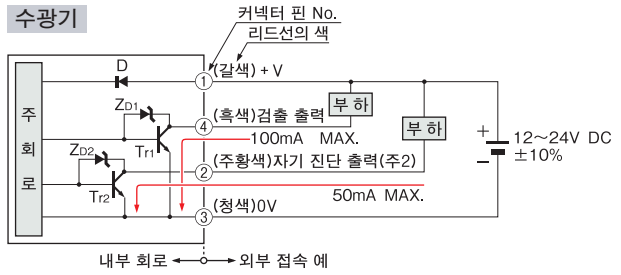 수광기
커넥터 핀 No.
리드선의 색
D
① (갈색) + V
ZD1
부 하
④ (흑색)검출 출력
Tr1
100mA MAX.
부 하
주 회 로
ZD2
② (주황색)자기 진단 출력(주2)
Tr2
50mA MAX.
③ (청색)0V
+
−
12～24V DC
±10%
내부 회로
외부 접속 예